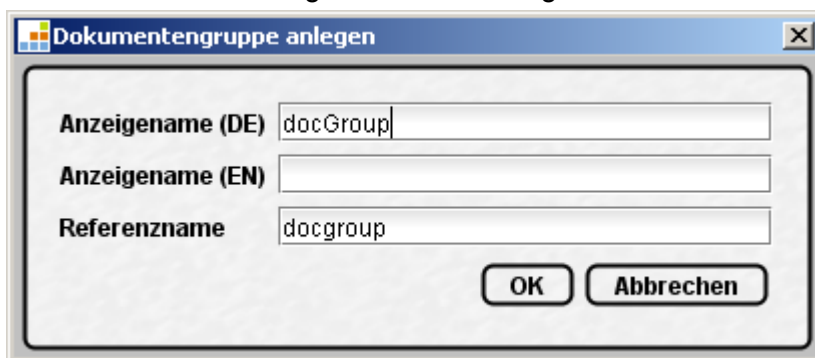 Dokumentengruppe anlegen
Anzeigename (DE) docGroup
Anzeigename (EN)
Referenzname docgroup
OK Abbrechen